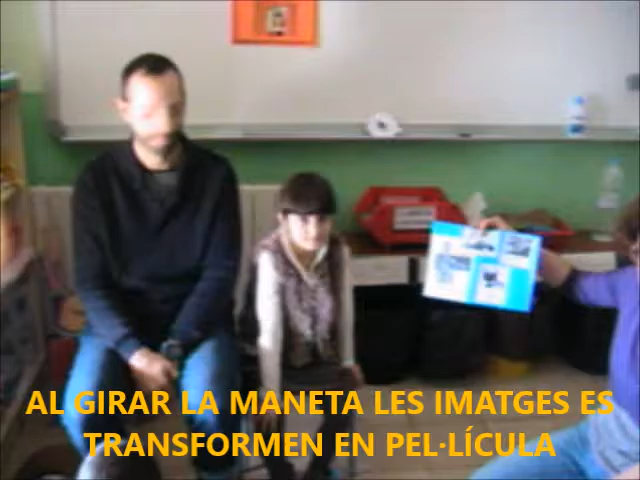 AL GIRAR LA MANETA LES IMATGES ES
TRANSFORMEN EN PEL·LÍCULA